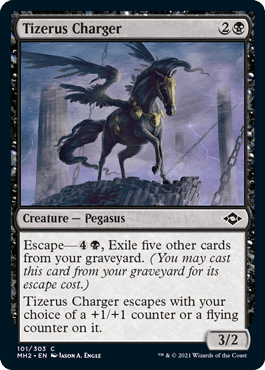 Tizerus Charger 2
Creature — Pegasus
Escape—4, Exile five other cards
from your graveyard. (You may cast
this card from your graveyard for its
escape cost.)
Tizerus Charger escapes with your
choice of a +1/+1 counter or a flying
counter on it.
3/2
101/303 C
MH2 • EN Jason A. Engle
™ & © 2021 Wizards of the Coast